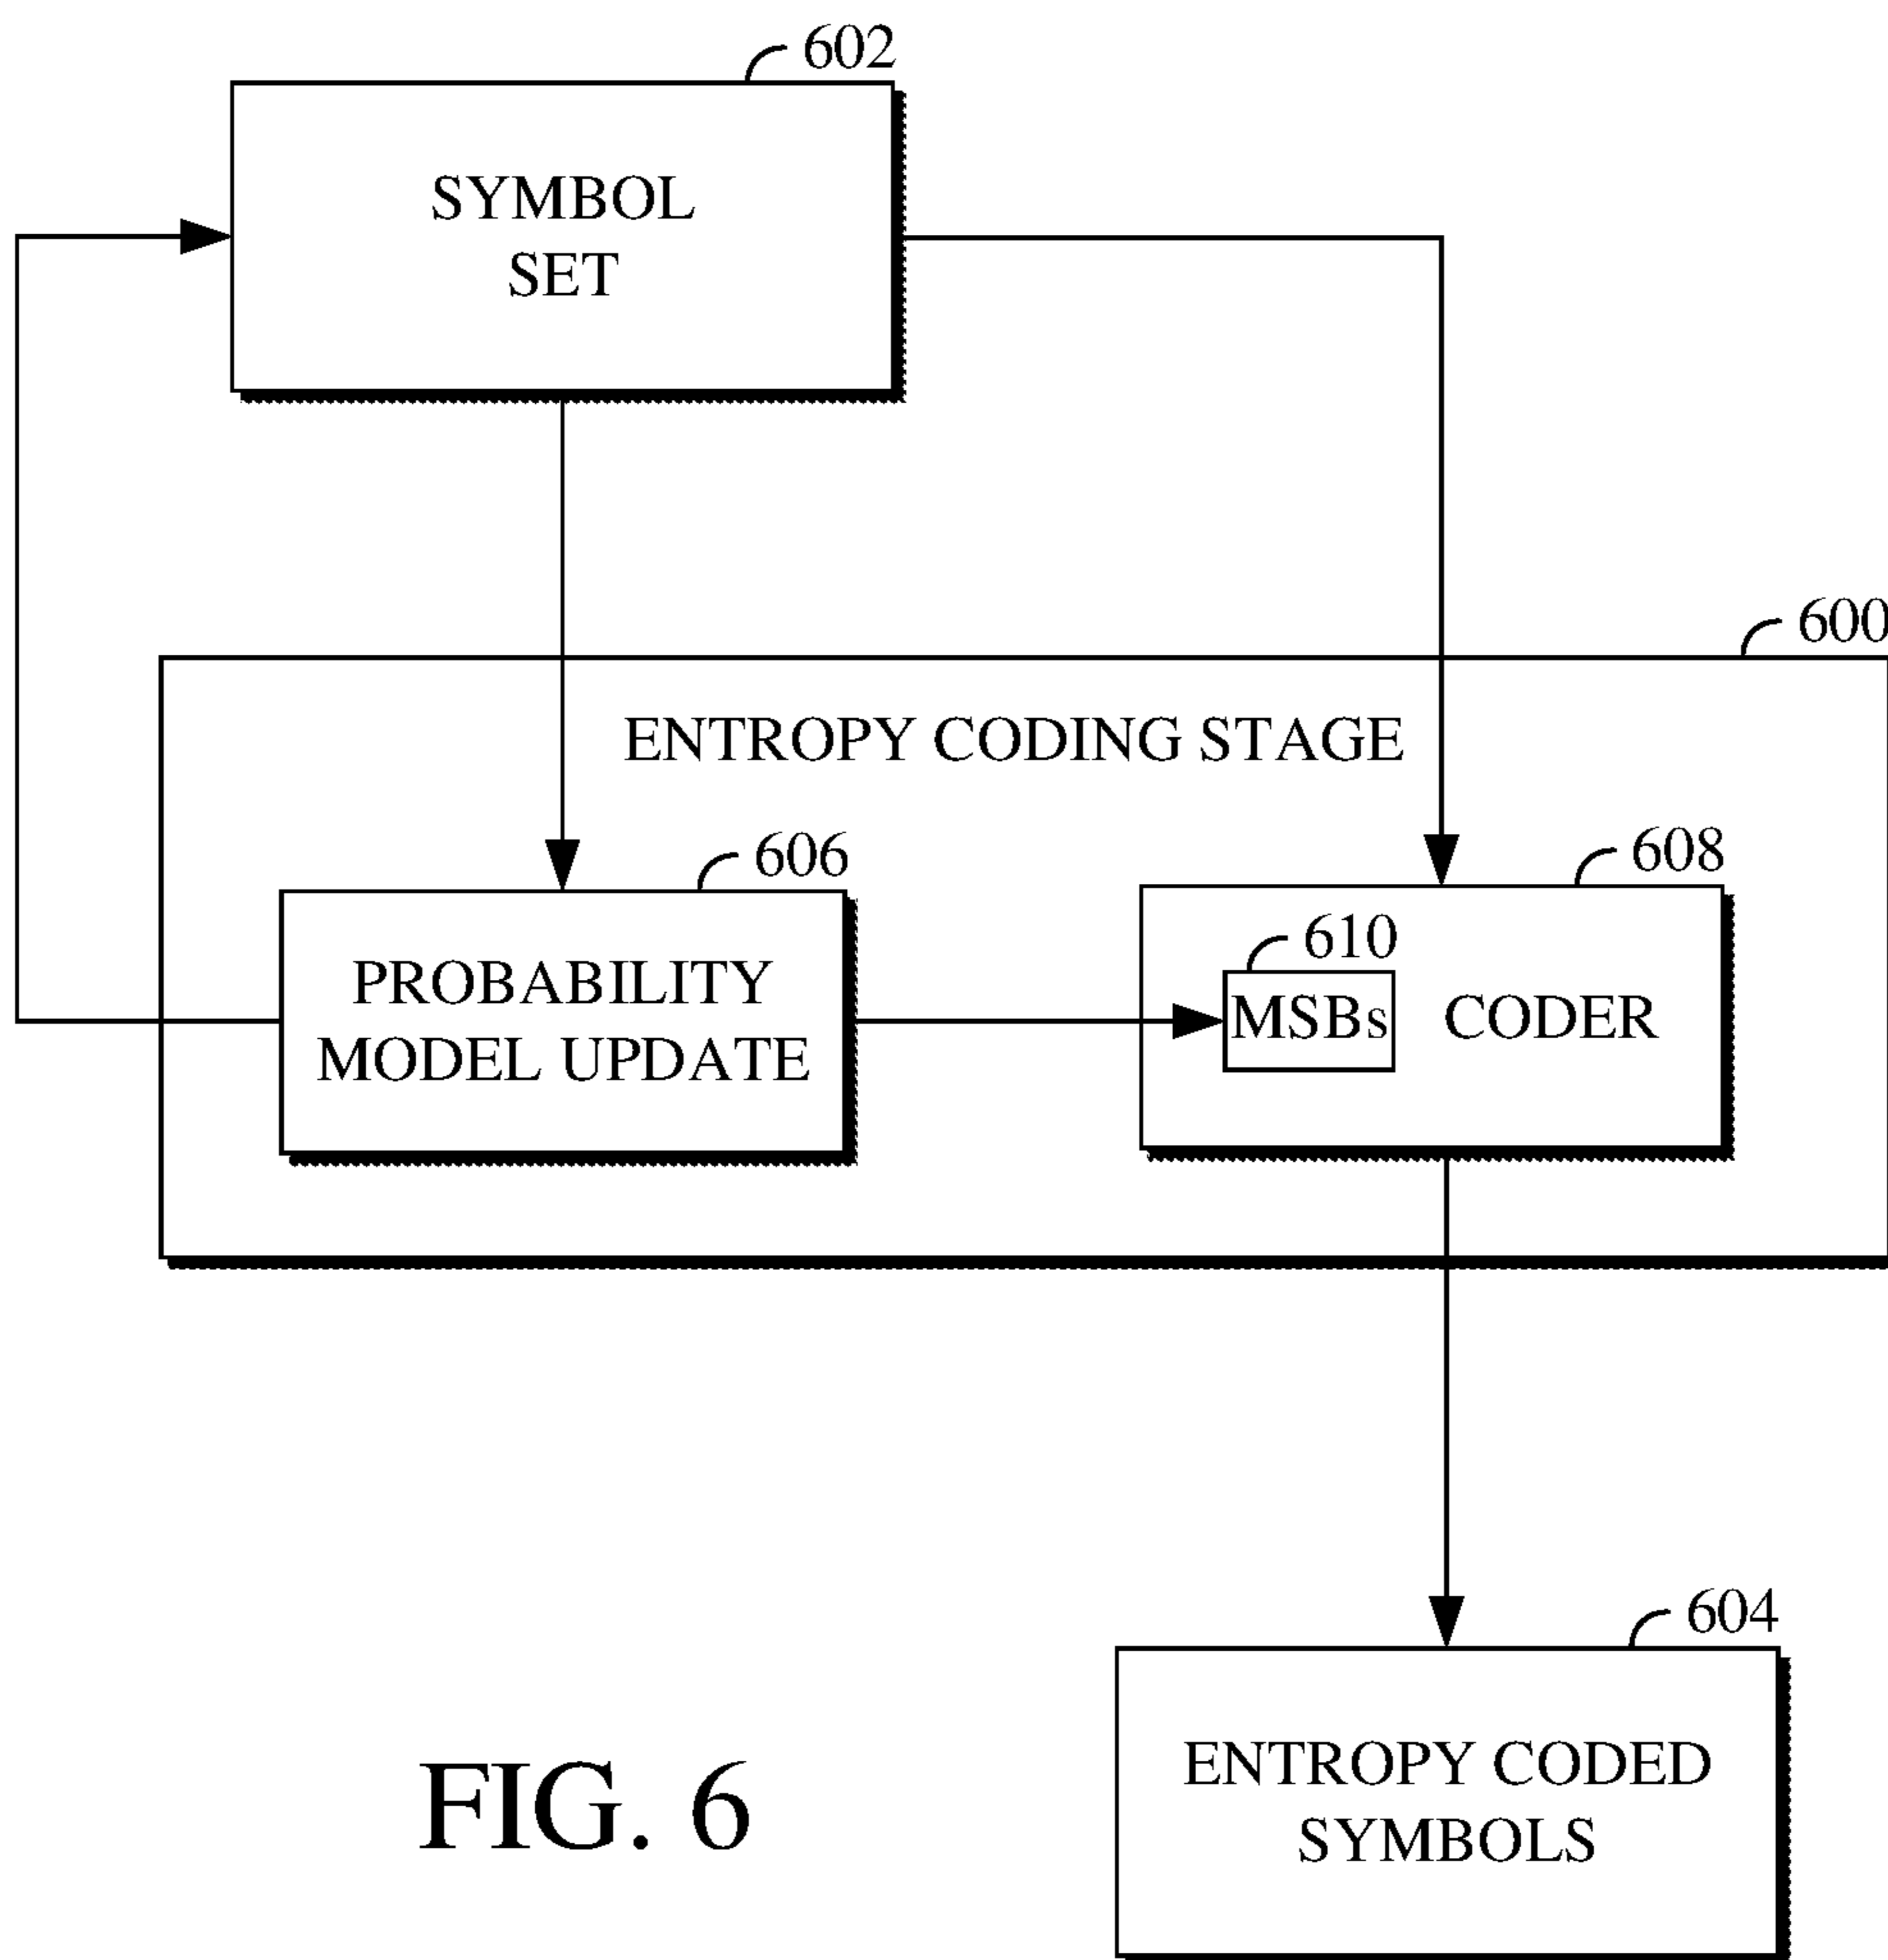 602
SYMBOL
SET
600
ENTROPY CODING STAGE
606
608
610
PROBABILITY
MODEL UPDATE
MSBs
CODER
604
ENTROPY CODED
SYMBOLS
FIG. 6